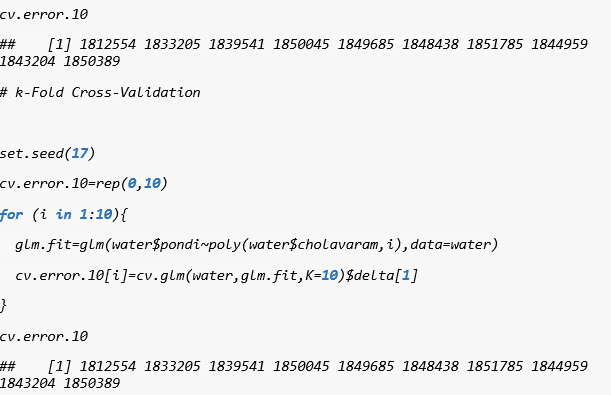 cv.error.10
##    [1] 1812554 1833205 1839541 1850045 1849685 1848438 1851785 1844959
1843204 1850389
# k-Fold Cross-Validation
set.seed(17)
cv.error.10=rep(0,10)
for (i in 1:10){
  glm.fit=glm(water$pondi~poly(water$cholavaram,i),data=water)
  cv.error.10[i]=cv.glm(water,glm.fit,K=10)$delta[1]
}
cv.error.10
##    [1] 1812554 1833205 1839541 1850045 1849685 1848438 1851785 1844959
1843204 1850389